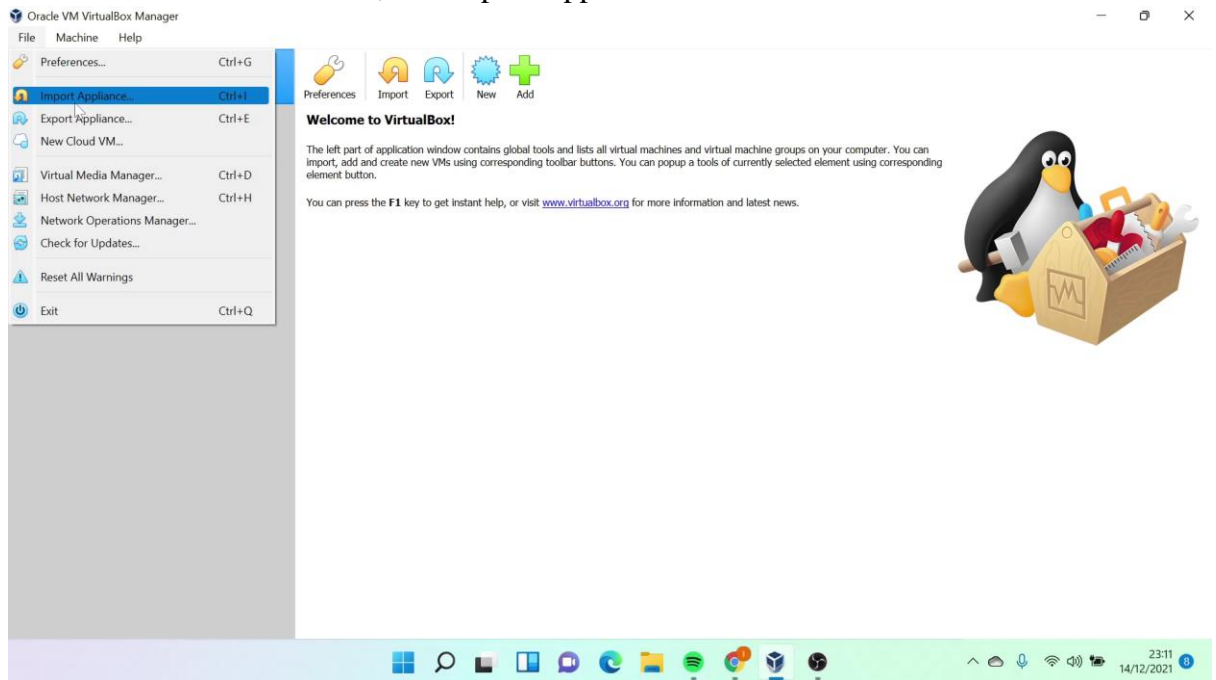 Oracle VM VirtualBox Manager
File Machine Help
Preferences... Ctrl+G
Import Appliance... Ctrl+I
Export Appliance... Ctrl+E
New Cloud VM...
Virtual Media Manager... Ctrl+D
Host Network Manager... Ctrl+H
Network Operations Manager...
Check for Updates...
Reset All Warnings
Exit Ctrl+Q
Preferences Import Export New Add
Welcome to VirtualBox!
The left part of application window contains global tools and lists all virtual machines and virtual machine groups on your computer. You can
import, add and create new VMs using corresponding toolbar buttons. You can popup a tools of currently selected element using corresponding
element button.
You can press the F1 key to get instant help, or visit www.virtualbox.org for more information and latest news.
VM
23:11
14/12/2021
8